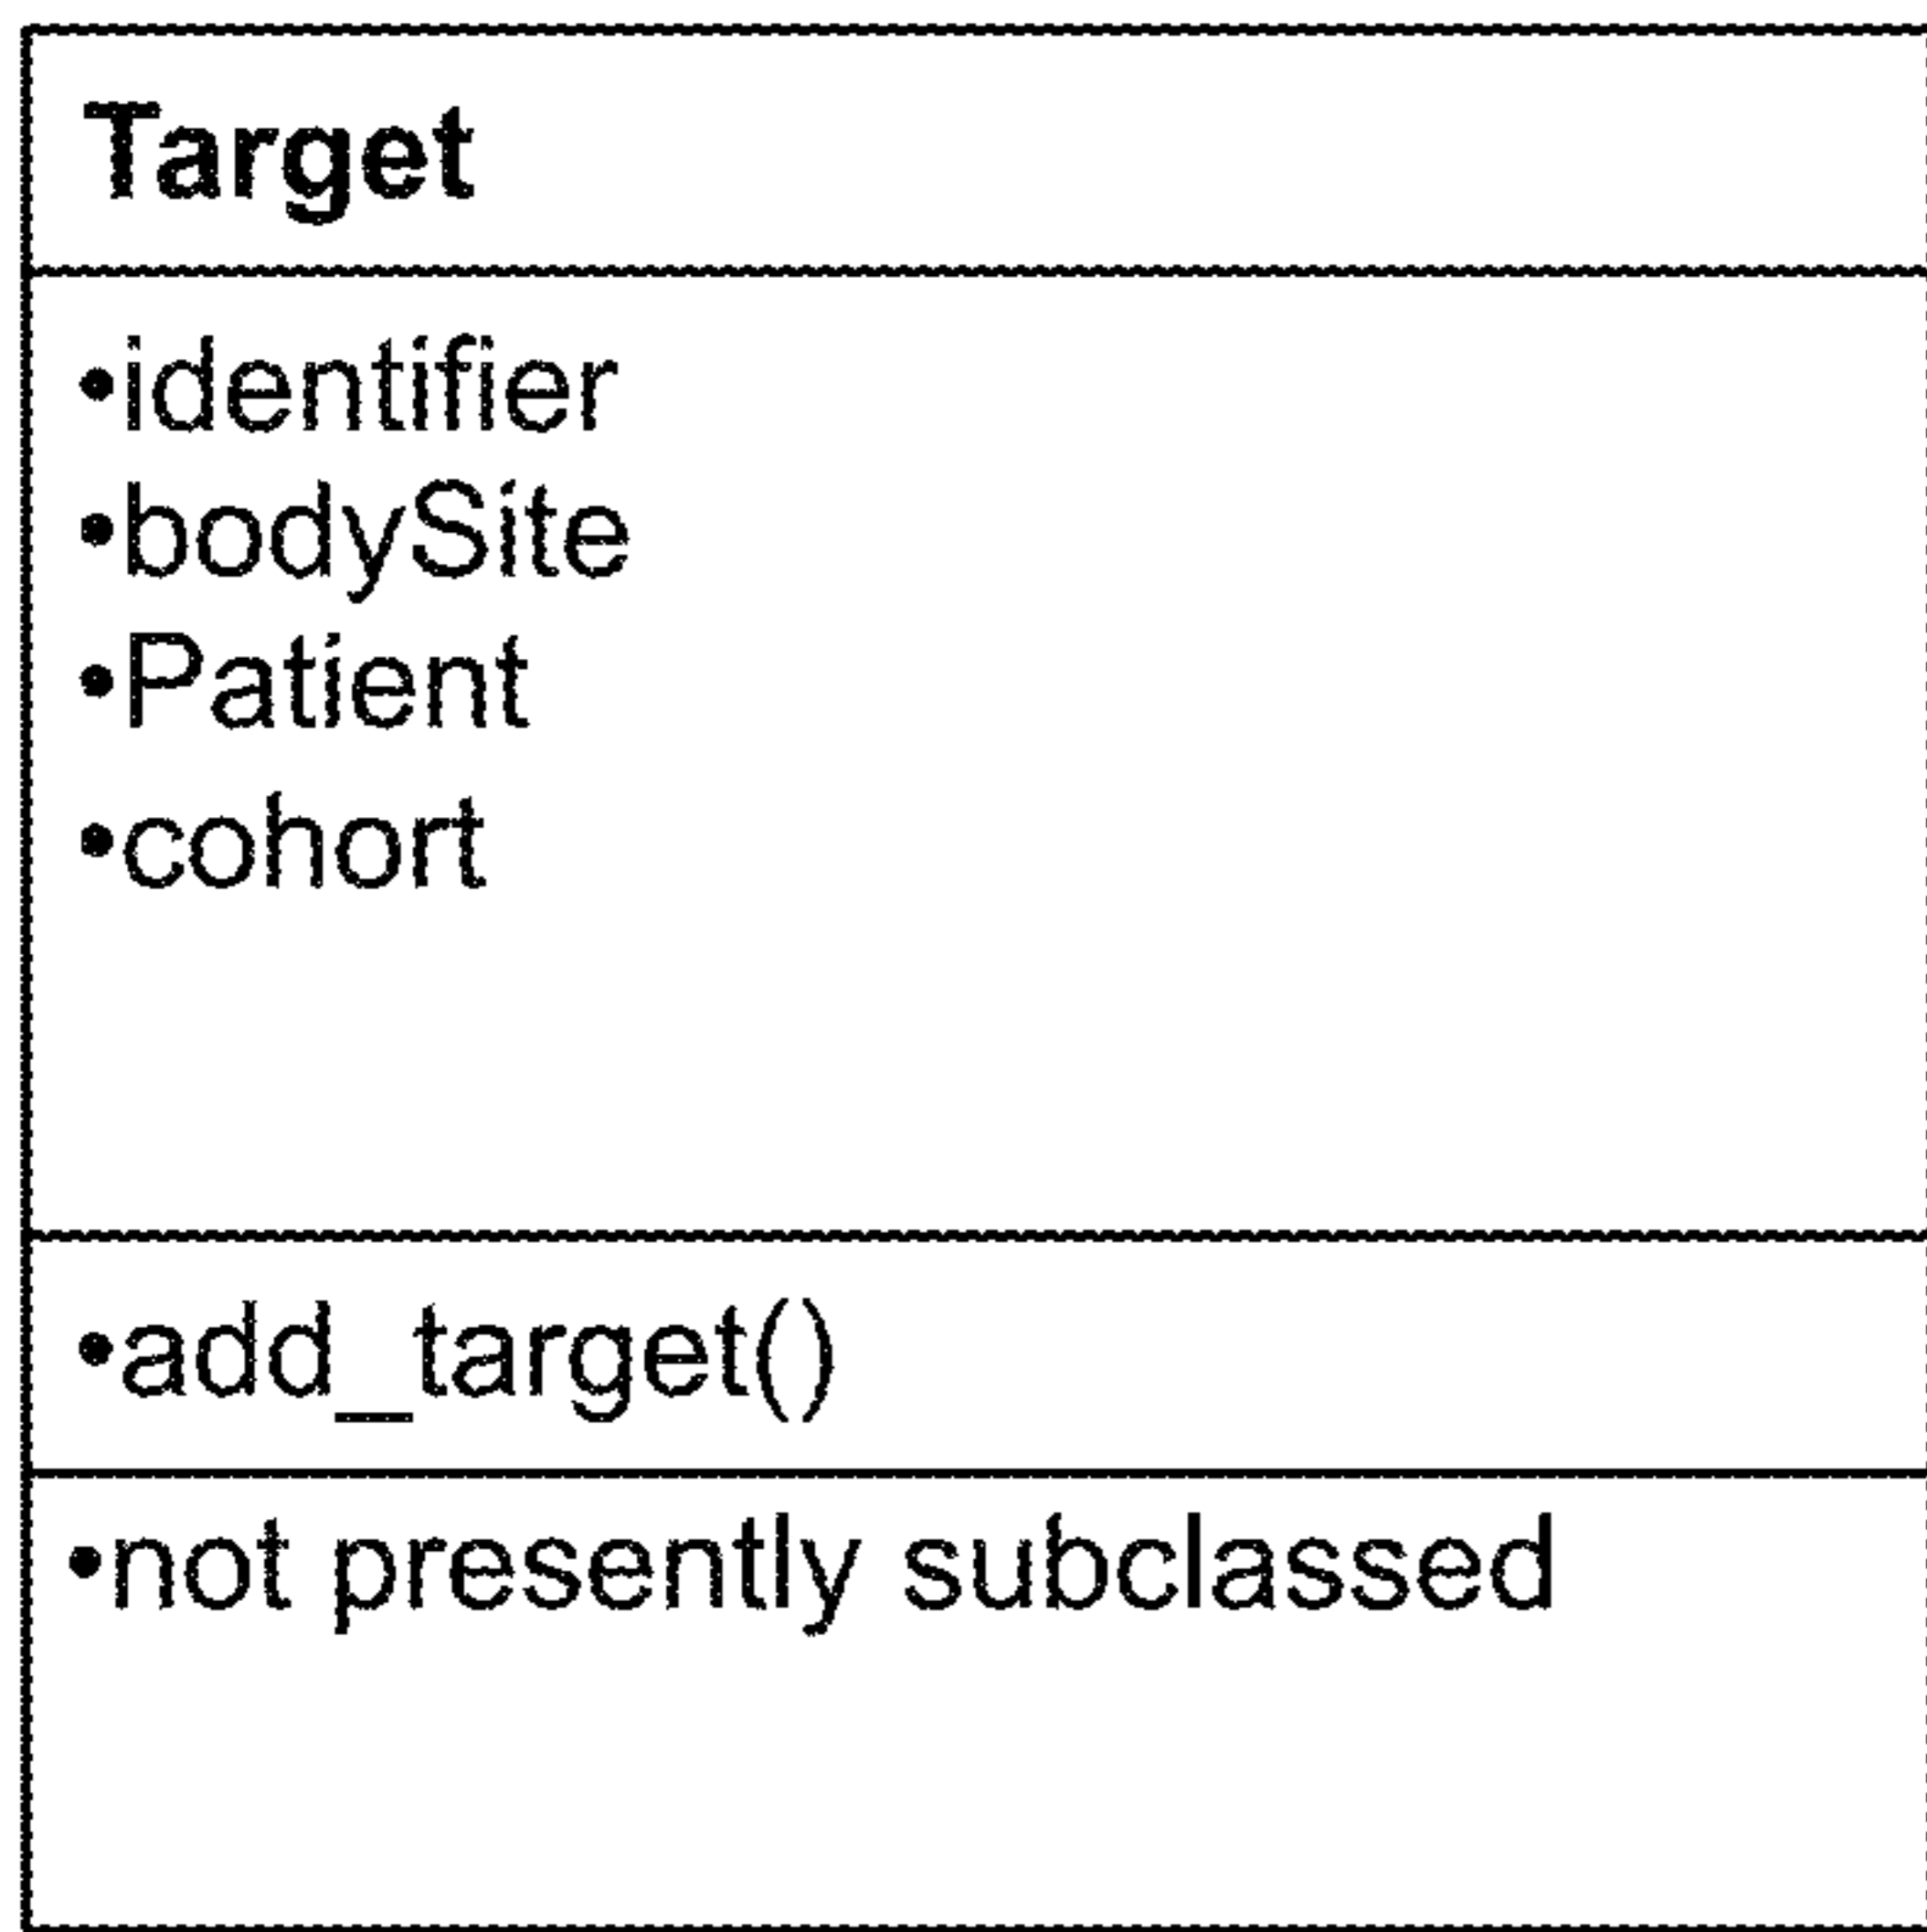 Target
•identifier
•bodySite
•Patient
•cohort
•add_target()
•not presently subclassed